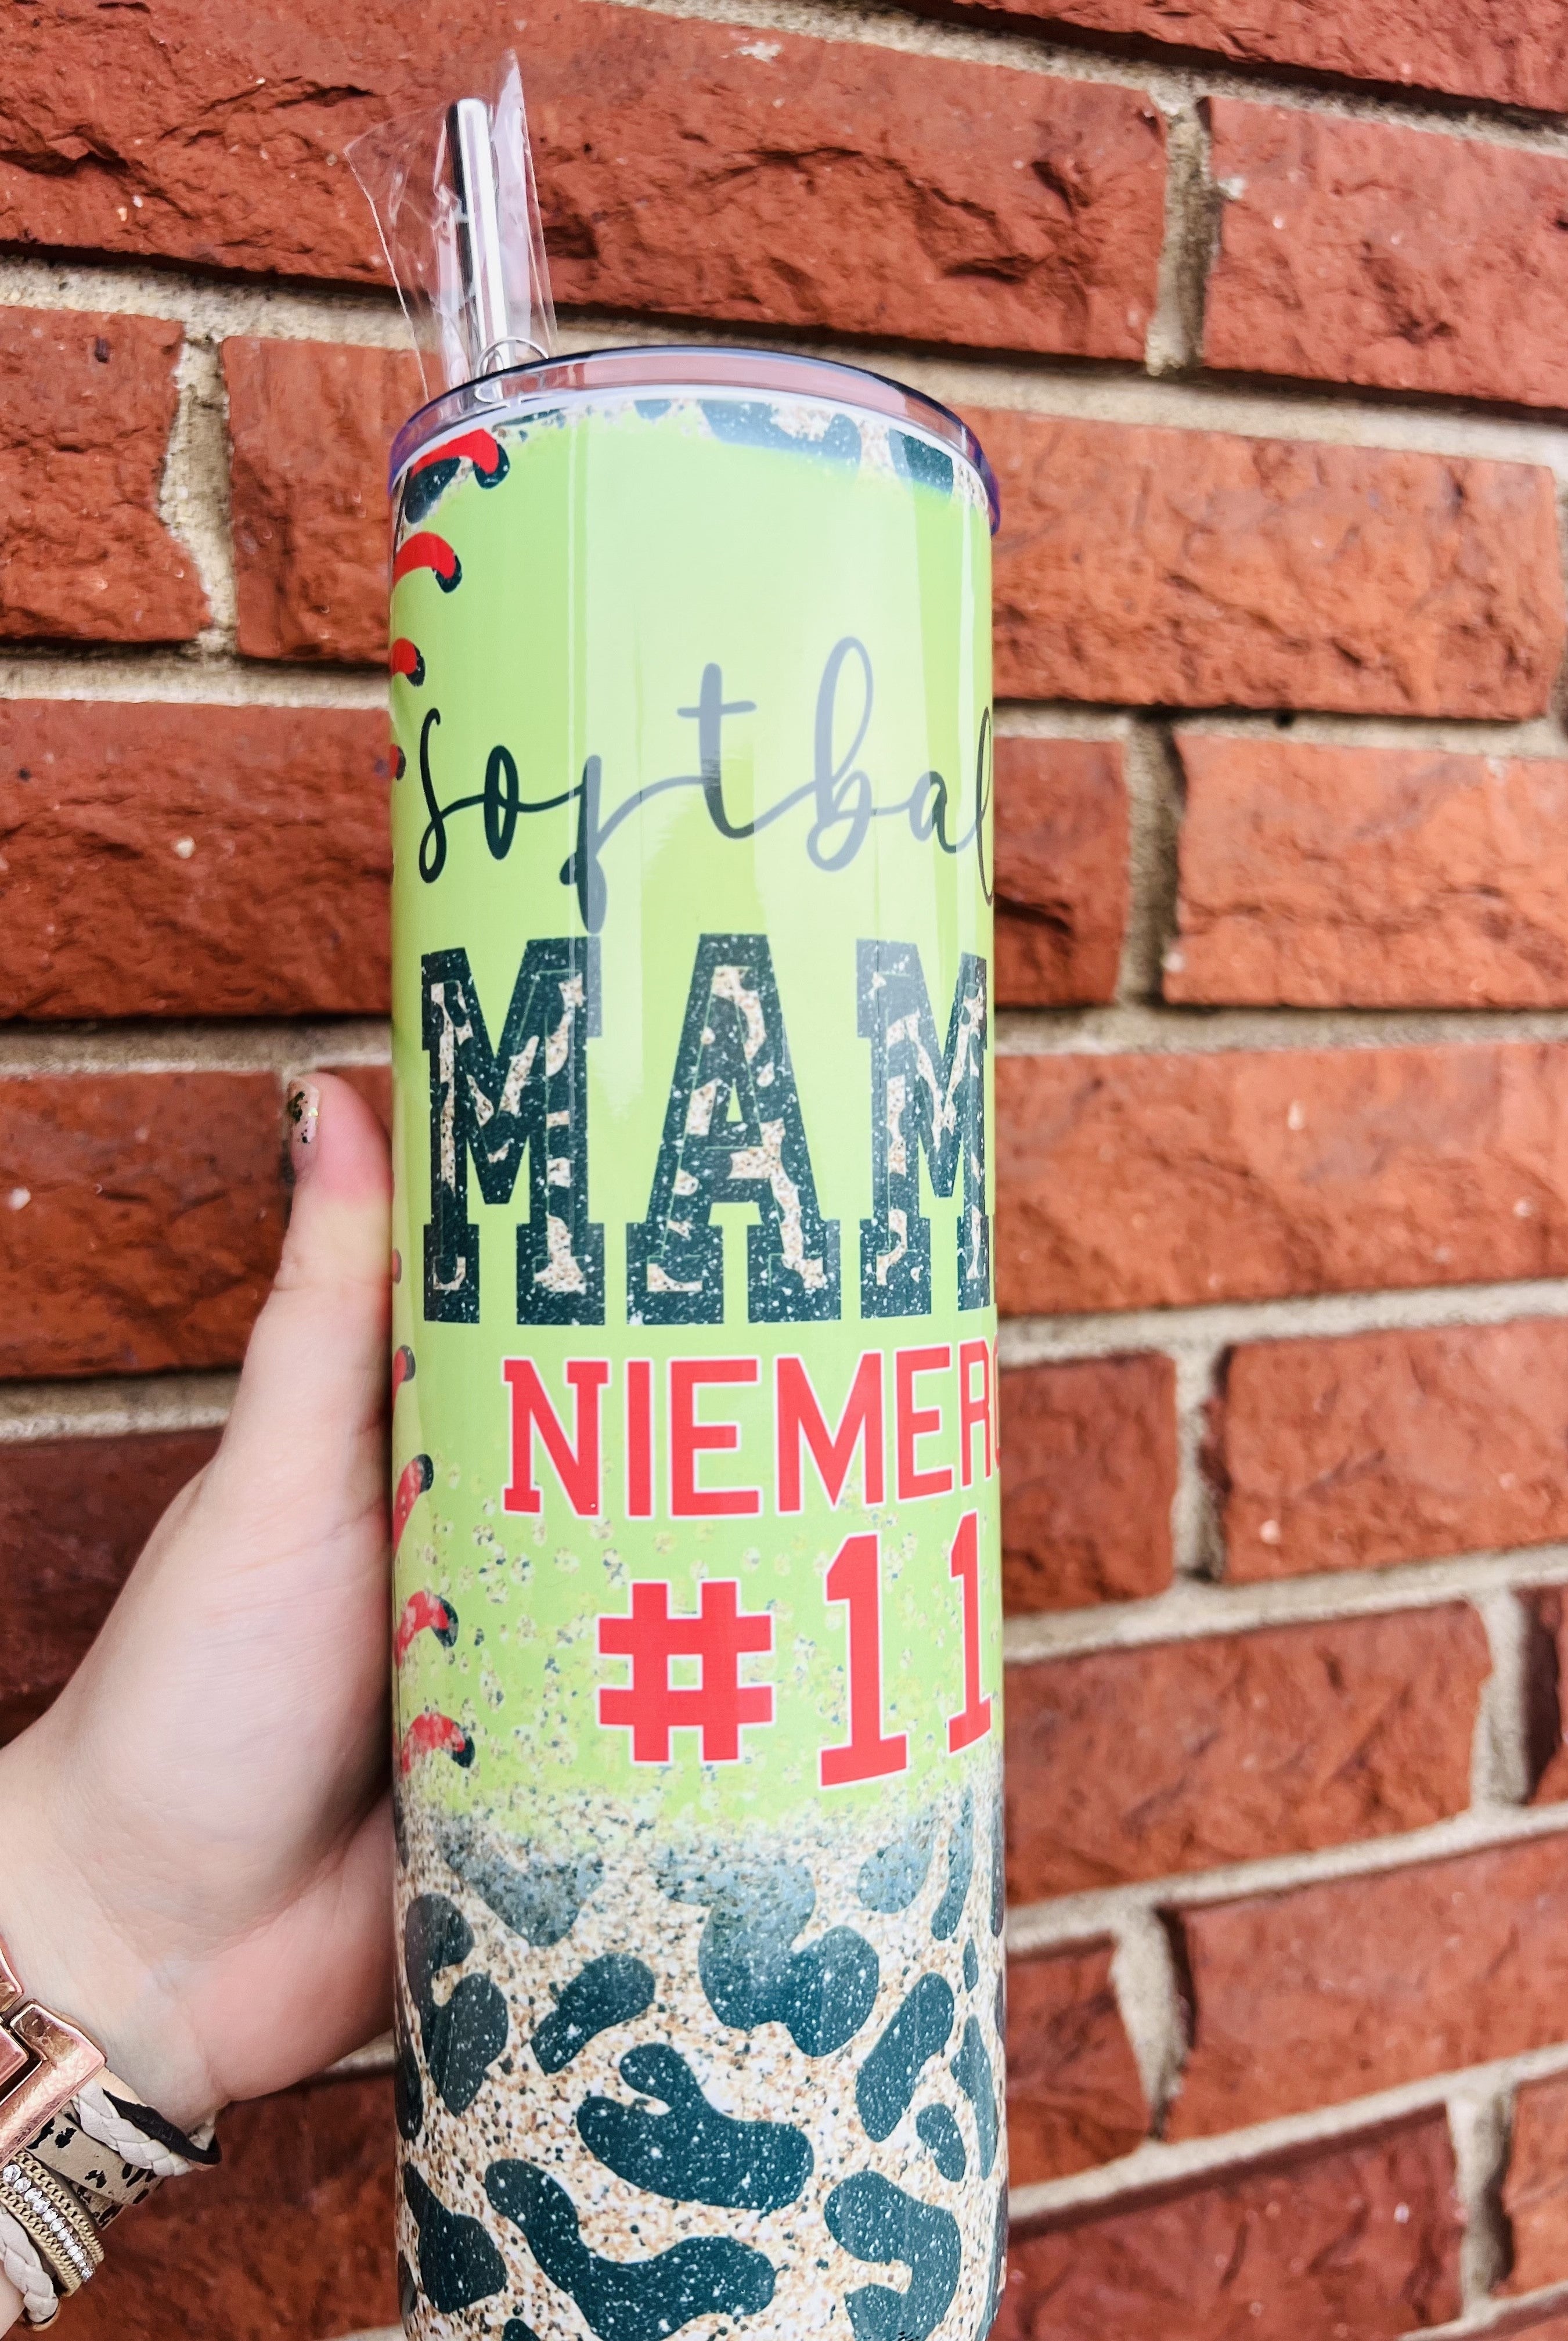 softbal
MAM
NIEMER
#11